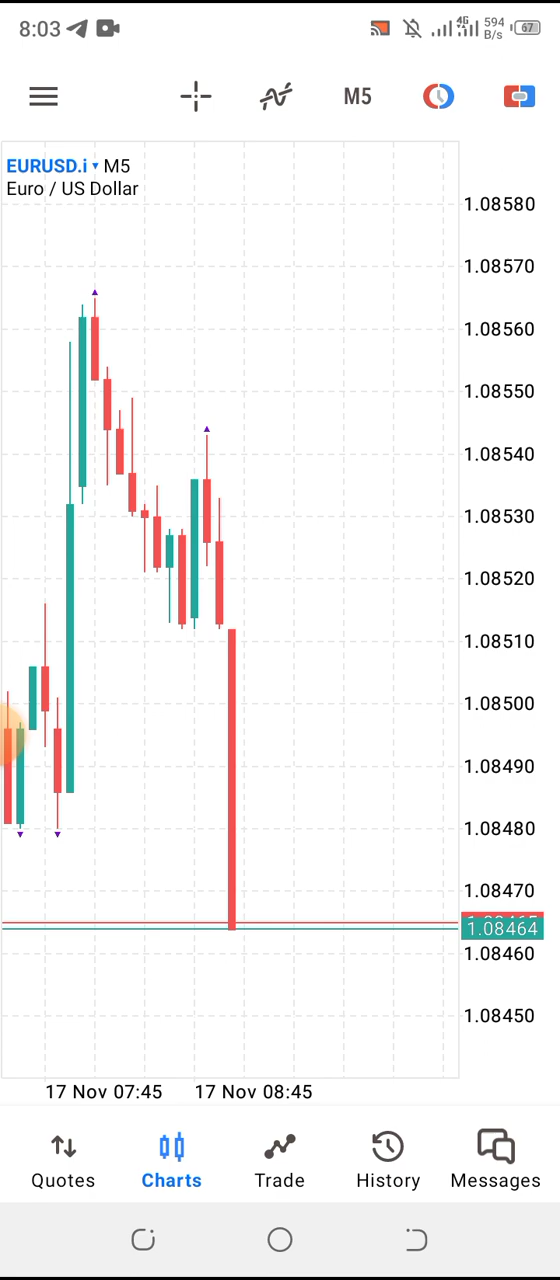 8:03
4G
594
B/s
67
M5
EURUSD.i ▾ M5
Euro / US Dollar
1.08580
1.08570
1.08560
1.08550
1.08540
1.08530
1.08520
1.08510
1.08500
1.08490
1.08480
1.08470
1.08464
1.08460
1.08450
17 Nov 07:45
17 Nov 08:45
Quotes
Charts
Trade
History
Messages